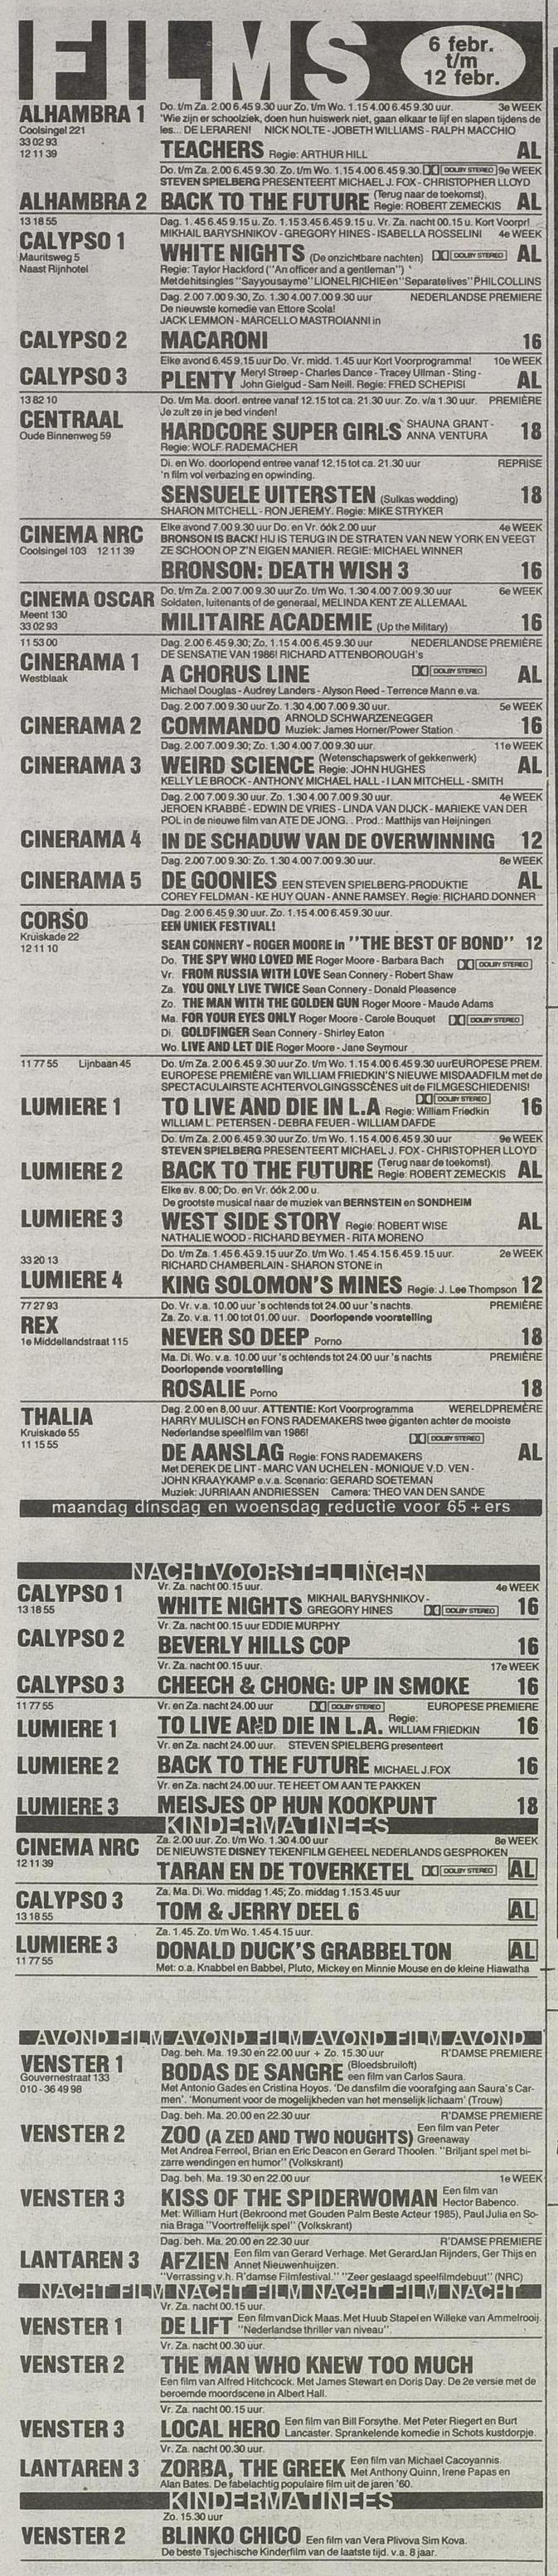 FILMS
6 febr.
t/m
12 febr.
ALHAMBRA 1
Coolsingel 221
33 02 93
12 11 39
Do. t/m Za. 2.00 6.45 9.30 uur Zo. t/m Wo. 1.15 4.00 6.45 9.30 uur. 3e WEEK
'Wie zijn er schoolziek, doen hun huiswerk niet, gaan elkaar te lijf en slapen tijdens de
les... DE LERAREN! NICK NOLTE - JOBETH WILLIAMS - RALPH MACCHIO
TEACHERS Regie: ARTHUR HILL AL
Do. t/m Za. 2.00 6.45 9.30. Zo. t/m Wo. 1.15 4.00 6.45 9.30. DOLBY STEREO 9e WEEK
STEVEN SPIELBERG PRESENTEERT MICHAEL J. FOX - CHRISTOPHER LLOYD
ALHAMBRA 2 BACK TO THE FUTURE (Terug naar de toekomst). Regie: ROBERT ZEMECKIS AL
13 18 55
CALYPSO 1
Mauritsweg 5
Naast Rijnhotel
Dag. 1.45 6.45 9.15 u. Zo. 1.15 3.45 6.45 9.15 u. Vr. Za. nacht 00.15 u. Kort Voorpr!
MIKHAIL BARYSHNIKOV - GREGORY HINES - ISABELLA ROSSELINI 4e WEEK
WHITE NIGHTS (De onzichtbare nachten) DOLBY STEREO AL
Regie: Taylor Hackford ("An officer and a gentleman")
Met de hitsingles "Say you say me" LIONEL RICHIE en "Separate lives" PHIL COLLINS
Dag. 2.00 7.00 9.30, Zo. 1.30 4.00 7.00 9.30 uur NEDERLANDSE PREMIERE
De nieuwste komedie van Ettore Scola!
JACK LEMMON - MARCELLO MASTROIANNI in
CALYPSO 2 MACARONI 16
Elke avond 6.45 9.15 uur Do. Vr. midd. 1.45 uur Kort Voorprogramma! 10e WEEK
CALYPSO 3 PLENTY Meryl Streep - Charles Dance - Tracey Ullman - Sting -
John Gielgud - Sam Neill. Regie: FRED SCHEPISI AL
13 82 10
CENTRAAL
Oude Binnenweg 59
Do. t/m Ma. doorl. entree vanaf 12.15 tot ca. 21.30 uur. Zo. v/a 1.30 uur. PREMIÈRE
Je zult ze in je bed vinden!
HARDCORE SUPER GIRLS SHAUNA GRANT - ANNA VENTURA 18
Regie: WOLF RADEMACHER
Di. en Wo. doorlopend entree vanaf 12.15 tot ca. 21.30 uur REPRISE
'n film vol verbazing en opwinding.
SENSUELE UITERSTEN (Sulkas wedding) 18
SHARON MITCHELL - RON JEREMY. Regie: MIKE STRYKER
CINEMA NRC
Coolsingel 103 12 11 39
Elke avond 7.00 9.30 uur Do. en Vr. óók 2.00 uur 4e WEEK
BRONSON IS BACK! HIJ IS TERUG IN DE STRATEN VAN NEW YORK EN VEEGT
ZE SCHOON OP Z'N EIGEN MANIER. REGIE: MICHAEL WINNER
BRONSON: DEATH WISH 3 16
CINEMA OSCAR
Meent 130
33 02 93
Do. t/m Za. 2.00 7.00 9.30 uur Zo. t/m Wo. 1.30 4.00 7.00 9.30 uur 6e WEEK
Soldaten, luitenants of de generaal, MELINDA KENT ZE ALLEMAAL
MILITAIRE ACADEMIE (Up the Military) 16
11 53 00
CINERAMA 1
Westblaak
Dag. 2.00 6.45 9.30; Zo. 1.15 4.00 6.45 9.30 uur NEDERLANDSE PREMIÈRE
DE SENSATIE VAN 1986! RICHARD ATTENBOROUGH's
A CHORUS LINE DOLBY STEREO AL
Michael Douglas - Audrey Landers - Alyson Reed - Terrence Mann e.va.
Dag. 2.00 7.00 9.30 uur Zo. 1.30 4.00 7.00 9.30 uur. 5e WEEK
CINERAMA 2 COMMANDO ARNOLD SCHWARZENEGGER
Muziek: James Horner/Power Station 16
Dag. 2.00 7.00 9.30; Zo. 1.30 4.00 7.00 9.30 uur. 11e WEEK
CINERAMA 3 WEIRD SCIENCE (Wetenschapswerk of gekkenwerk)
Regie: JOHN HUGHES AL
KELLY LE BROCK - ANTHONY MICHAEL HALL - ILAN MITCHELL - SMITH
Dag. 2.00 7.00 9.30 uur. Zo. 1.30 4.00 7.00 9.30 uur 4e WEEK
JEROEN KRABBÉ - EDWIN DE VRIES - LINDA VAN DIJCK - MARIEKE VAN DER
POL in de nieuwe film van ATE DE JONG. . Prod.: Matthijs van Heijningen
CINERAMA 4 IN DE SCHADUW VAN DE OVERWINNING 12
Dag. 2.00 7.00 9.30: Zo. 1.30 4.00 7.00 9.30 uur. 8e WEEK
CINERAMA 5 DE GOONIES EEN STEVEN SPIELBERG-PRODUKTIE AL
COREY FELDMAN - KE HUY QUAN - ANNE RAMSEY. Regie: RICHARD DONNER
CORSO
Kruiskade 22
12 11 10
Dag. 2.00 6.45 9.30 uur. Zo. 1.15 4.00 6.45 9.30 uur.
EEN UNIEK FESTIVAL!
SEAN CONNERY - ROGER MOORE in "THE BEST OF BOND" 12
Do. THE SPY WHO LOVED ME Roger Moore - Barbara Bach DOLBY STEREO
Vr. FROM RUSSIA WITH LOVE Sean Connery - Robert Shaw
Za. YOU ONLY LIVE TWICE Sean Connery - Donald Pleasence
Zo. THE MAN WITH THE GOLDEN GUN Roger Moore - Maude Adams
Ma. FOR YOUR EYES ONLY Roger Moore - Carole Bouquet DOLBY STEREO
Di. GOLDFINGER Sean Connery - Shirley Eaton
Wo. LIVE AND LET DIE Roger Moore - Jane Seymour
11 77 55 Lijnbaan 45
Do. t/m Za. 2.00 6.45 9.30 uur Zo. t/m Wo. 1.15 4.00 6.45 9.30 uur EUROPESE PREM.
EUROPESE PREMIÈRE van WILLIAM FRIEDKIN'S NIEUWE MISDAADFILM met de
SPECTACULAIRSTE ACHTERVOLGINGSSCÈNES uit de FILMGESCHIEDENIS!
DOLBY STEREO
LUMIERE 1 TO LIVE AND DIE IN L.A Regie: William Friedkin 16
WILLIAM L. PETERSEN - DEBRA FEUER - WILLIAM DAFDE
Do. t/m Za. 2.00 6.45 9.30 uur Zo. t/m Wo. 1.15 4.00 6.45 9.30 uur 9e WEEK
STEVEN SPIELBERG PRESENTEERT MICHAEL J. FOX - CHRISTOPHER LLOYD
LUMIERE 2 BACK TO THE FUTURE (Terug naar de toekomst). Regie: ROBERT ZEMECKIS AL
Elke av. 8.00; Do. en Vr. óók 2.00 u.
De grootste musical naar de muziek van BERNSTEIN en SONDHEIM
LUMIERE 3 WEST SIDE STORY Regie: ROBERT WISE AL
NATHALIE WOOD - RICHARD BEYMER - RITA MORENO
Do. t/m Za. 1.45 6.45 9.15 uur Zo. t/m Wo. 1.45 4.15 6.45 9.15 uur. 2e WEEK
RICHARD CHAMBERLAIN - SHARON STONE in
33 20 13
LUMIERE 4 KING SOLOMON'S MINES Regie: J. Lee Thompson 12
77 27 93
REX
1e Middellandstraat 115
Do. Vr. v.a. 10.00 uur 's ochtends tot 24.00 uur 's nachts. PREMIÈRE
Za. Zo. v.a. 11.00 tot 01.00 uur. Doorlopende voorstelling
NEVER SO DEEP Porno 18
Ma. Di. Wo. v.a. 10.00 uur 's ochtends tot 24.00 uur 's nachts PREMIÈRE
Doorlopende voorstelling
ROSALIE Porno 18
THALIA
Kruiskade 55
11 15 55
Dag. 2.00 en 8.00 uur. ATTENTIE: Kort Voorprogramma WERELDPREMÈRE
HARRY MULISCH en FONS RADEMAKERS twee giganten achter de mooiste
Nederlandse speelfilm van 1986!
DOLBY STEREO
DE AANSLAG Regie: FONS RADEMAKERS AL
Met DEREK DE LINT - MARC VAN UCHELEN - MONIQUE V.D. VEN -
JOHN KRAAYKAMP e.v.a. Scenario: GERARD SOETEMAN
Muziek: JURRIAAN ANDRIESSEN Camera: THEO VAN DEN SANDE
maandag dinsdag en woensdag reductie voor 65 + ers
NACHTVOORSTELLINGEN
Vr. Za. nacht 00.15 uur. 4e WEEK
CALYPSO 1
13 18 55
WHITE NIGHTS MIKHAIL BARYSHNIKOV - GREGORY HINES DOLBY STEREO 16
Vr. Za. nacht 00.15 uur EDDIE MURPHY
CALYPSO 2 BEVERLY HILLS COP 16
Vr. Za. nacht 00.15 uur. 17e WEEK
CALYPSO 3 CHEECH & CHONG: UP IN SMOKE 16
11 77 55
Vr. en Za. nacht 24.00 uur DOLBY STEREO EUROPESE PREMIERE
LUMIERE 1 TO LIVE AND DIE IN L.A. Regie: WILLIAM FRIEDKIN 16
Vr. en Za. nacht 24.00 uur. STEVEN SPIELBERG presenteert
LUMIERE 2 BACK TO THE FUTURE MICHAEL J. FOX 16
Vr. en Za. nacht 24.00 uur. TE HEET OM AAN TE PAKKEN
LUMIERE 3 MEISJES OP HUN KOOKPUNT 18
KINDERMATINEES
CINEMA NRC
12 11 39
Za. 2.00 uur. Zo. t/m Wo. 1.30 4.00 uur 8e WEEK
DE NIEUWSTE DISNEY TEKENFILM GEHEEL NEDERLANDS GESPROKEN
TARAN EN DE TOVERKETEL DOLBY STEREO AL
Za. Ma. Di. Wo. middag 1.45; Zo. middag 1.15 3.45 uur
CALYPSO 3
13 18 55
TOM & JERRY DEEL 6 AL
Za. 1.45. Zo. t/m Wo. 1.45 4.15 uur.
LUMIERE 3
11 77 55
DONALD DUCK'S GRABBELTON AL
Met: o.a. Knabbel en Babbel, Pluto, Mickey en Minnie Mouse en de kleine Hiawatha
AVOND FILM AVOND FILM AVOND FILM AVOND
Dag. beh. Ma. 19.30 en 22.00 uur + Zo. 15.30 uur R'DAMSE PREMIERE
VENSTER 1
Gouvernestraat 133
010 - 36 49 98
BODAS DE SANGRE (Bloedsbruiloft)
een film van Carlos Saura.
Met Antonio Gades en Cristina Hoyos. 'De dansfilm die voorafging aan Saura's Car-
men'. 'Monument voor de mogelijkheden van het menselijk lichaam' (Trouw)
Dag. beh. Ma. 20.00 en 22.30 uur R'DAMSE PREMIERE
VENSTER 2 ZOO (A ZED AND TWO NOUGHTS) Een film van Peter Greenaway
Met Andrea Ferreol, Brian en Eric Deacon en Gerard Thoolen. "Briljant spel met bi-
zarre wendingen en humor" (Volkskrant)
Dag. beh. Ma. 19.30 en 22.00 uur 1e WEEK
VENSTER 3 KISS OF THE SPIDERWOMAN Een film van Hector Babenco.
Met: William Hurt (Bekroond met Gouden Palm Beste Acteur 1985), Paul Julia en So-
nia Braga "Voortreffelijk spel" (Volkskrant)
Dag. beh. Ma. 20.00 en 22.30 uur R'DAMSE PREMIERE
LANTAREN 3 AFZIEN Een film van Gerard Verhage. Met GerardJan Rijnders, Ger Thijs en
Annet Nieuwenhuijzen.
"Verrassing v.h. R'damse Filmfestival." "Zeer geslaagd speelfilmdebuut" (NRC)
NACHT FILM NACHT FILM NACHT FILM NACHT
Vr. Za. nacht 00.15 uur.
VENSTER 1 DE LIFT Een film van Dick Maas. Met Huub Stapel en Willeke van Ammelrooij.
"Nederlandse thriller van niveau".
Vr. Za. nacht 00.30 uur.
VENSTER 2 THE MAN WHO KNEW TOO MUCH
Een film van Alfred Hitchcock. Met James Stewart en Doris Day. De 2e versie met de
beroemde moordscene in Albert Hall.
Vr. Za. nacht 00.15 uur.
VENSTER 3 LOCAL HERO Een film van Bill Forsythe. Met Peter Riegert en Burt
Lancaster. Sprankelende komedie in Schots kustdorpje.
Vr. Za. nacht 00.30 uur.
LANTAREN 3 ZORBA, THE GREEK Een film van Michael Cacoyannis.
Met Anthony Quinn, Irene Papas en
Alan Bates. De fabelachtig populaire film uit de jaren '60.
KINDERMATINEES
Zo. 15.30 uur
VENSTER 2 BLINKO CHICO Een film van Vera Plivova Sim Kova.
De beste Tsjechische Kinderfilm van de laatste tijd. v.a. 8 jaar.